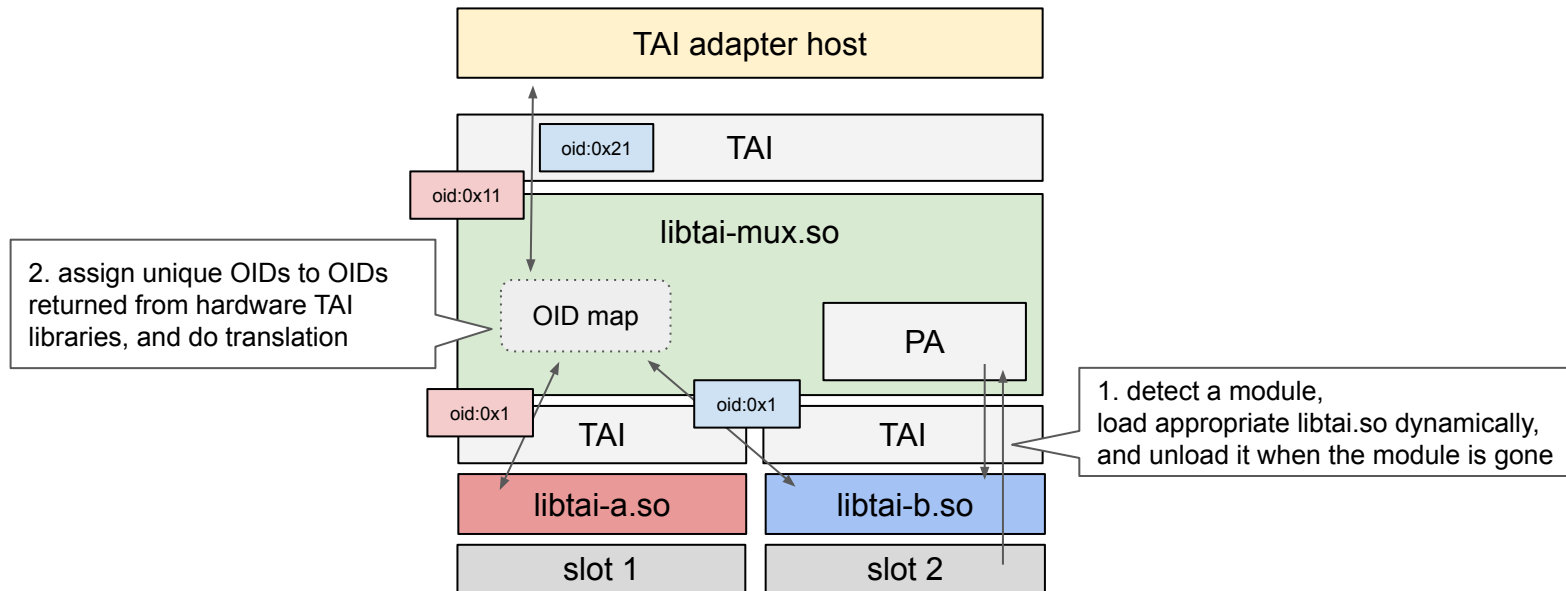 TAI adapter host
oid:0x21
TAI
oid:0x11
libtai-mux.so
2. assign unique OIDs to OIDs
returned from hardware TAI
libraries, and do translation
OID map
PA
1. detect a module,
load appropriate libtai.so dynamically,
and unload it when the module is gone
oid:0x1
TAI
oid:0x1
TAI
libtai-a.so
libtai-b.so
slot 1
slot 2